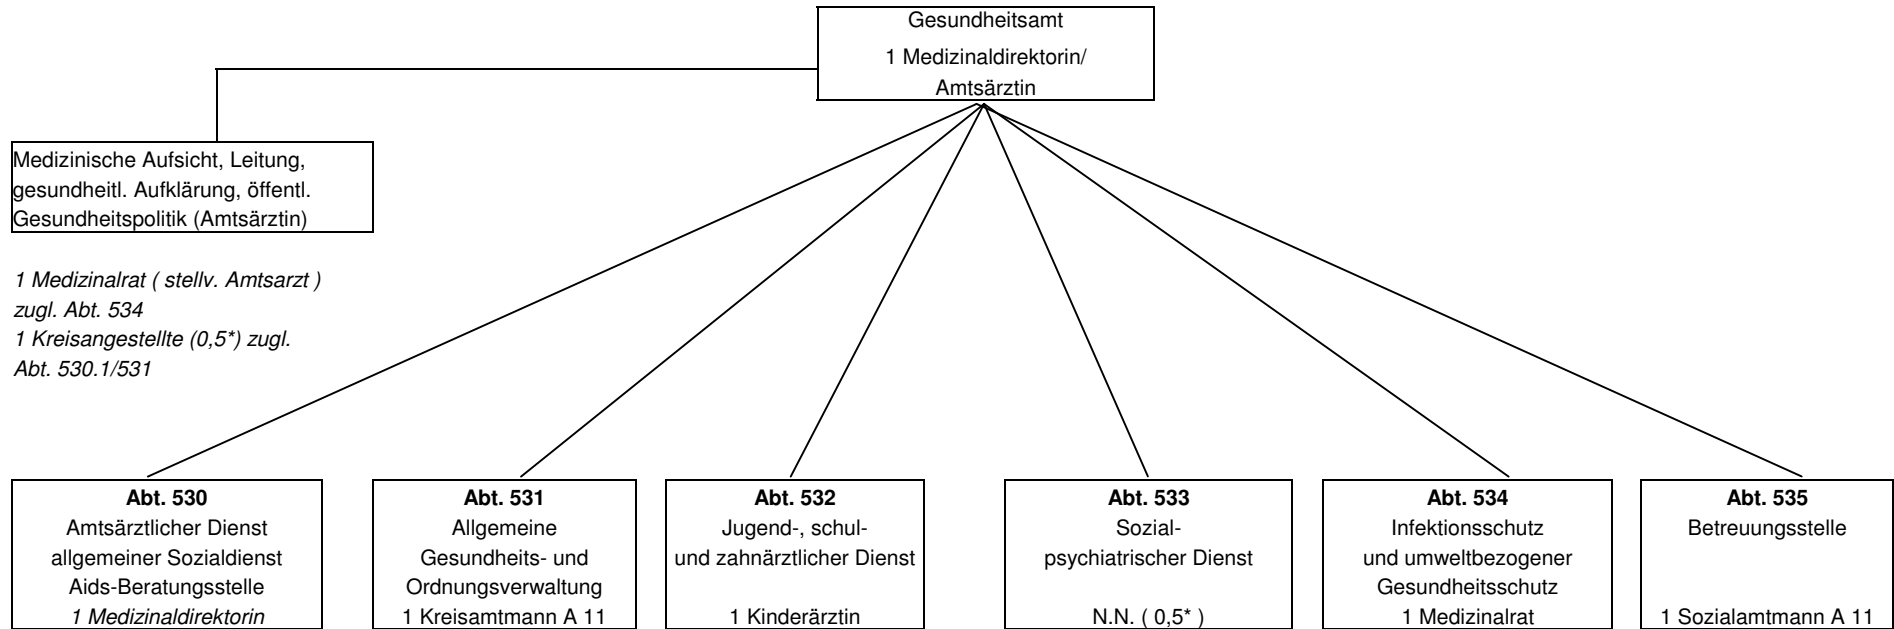 Gesundheitsamt
1 Medizinaldirektorin/
Amtsärztin
Medizinische Aufsicht, Leitung,
gesundheitl. Aufklärung, öffentl.
Gesundheitspolitik (Amtsärztin)
1 Medizinalrat ( stellv. Amtsarzt )
zugl. Abt. 534
1 Kreisangestellte (0,5*) zugl.
Abt. 530.1/531
Abt. 530
Amtsärztlicher Dienst
allgemeiner Sozialdienst
Aids-Beratungsstelle
1 Medizinaldirektorin
Abt. 531
Allgemeine
Gesundheits- und
Ordnungsverwaltung
1 Kreisamtmann A 11
Abt. 532
Jugend-, schul-
und zahnärztlicher Dienst
1 Kinderärztin
Abt. 533
Sozial-
psychiatrischer Dienst
N.N. ( 0,5* )
Abt. 534
Infektionsschutz
und umweltbezogener
Gesundheitsschutz
1 Medizinalrat
Abt. 535
Betreuungsstelle
1 Sozialamtmann A 11